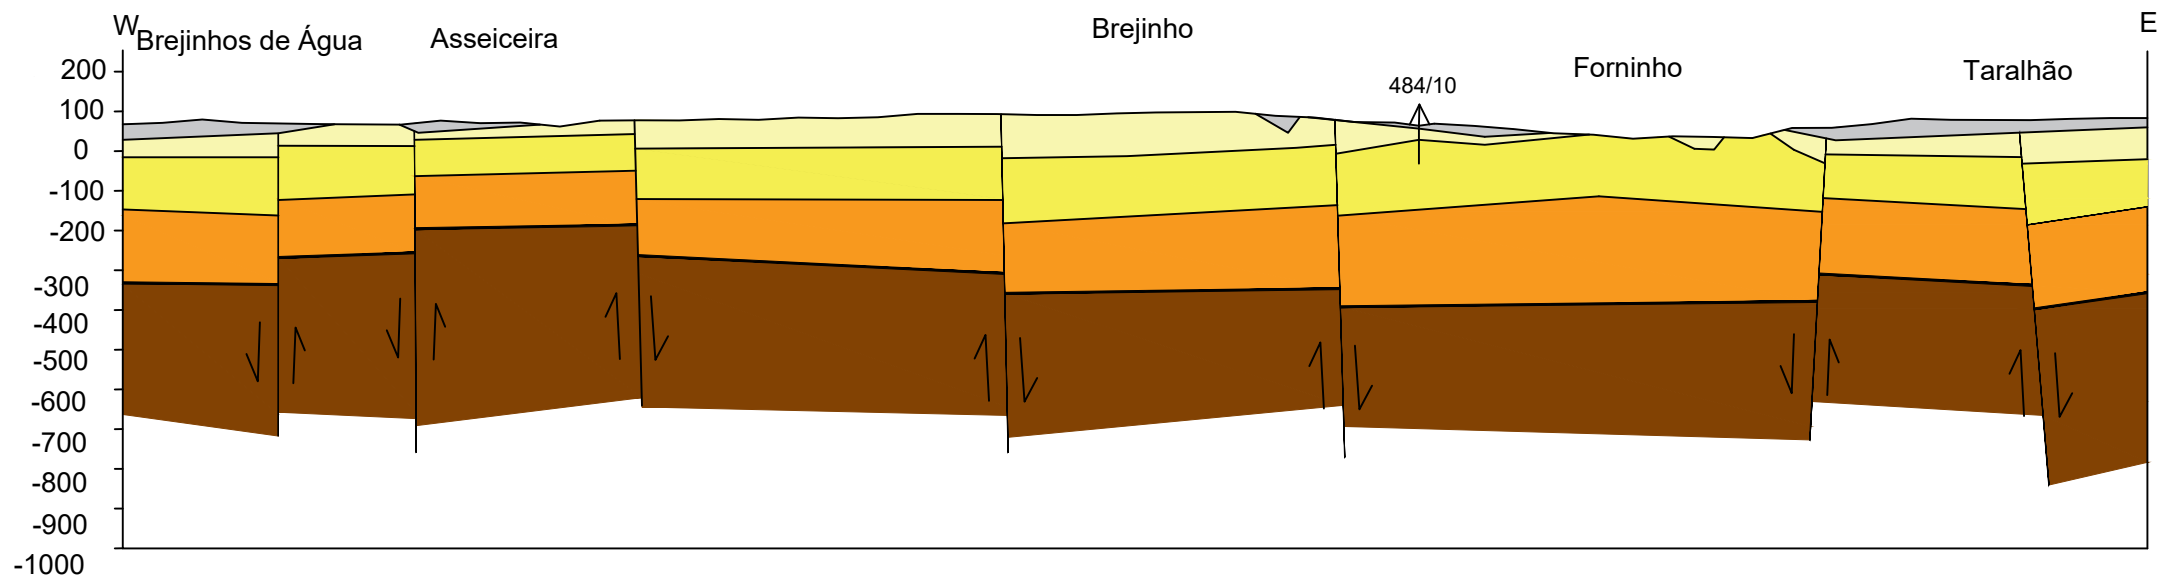 W
E
Brejinhos de Água
Asseiceira
Brejinho
Forninho
Taralhão
484/10
200
100
0
-100
-200
-300
-400
-500
-600
-700
-800
-900
-1000